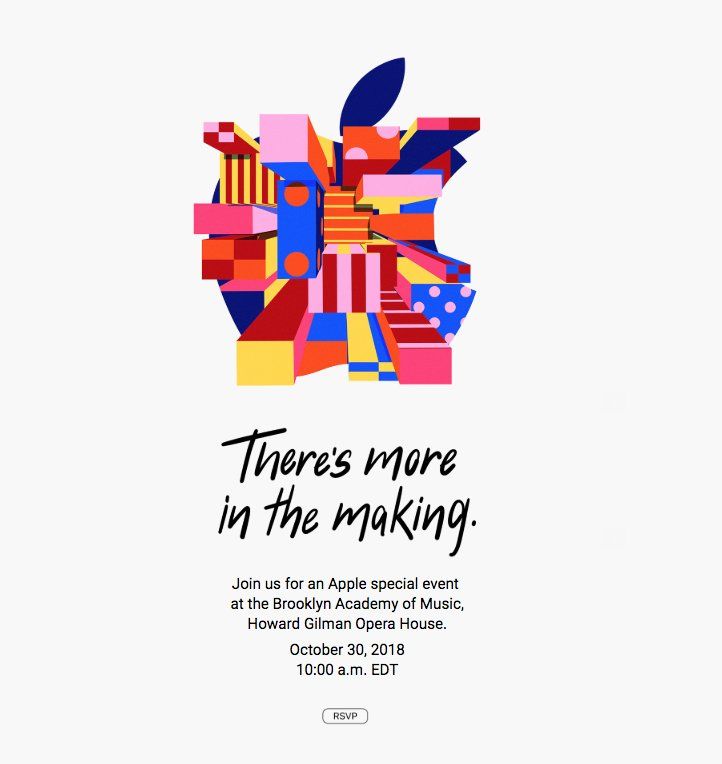 There's more
in the making.
Join us for an Apple special event
at the Brooklyn Academy of Music,
Howard Gilman Opera House.
October 30, 2018
10:00 a.m. EDT
RSVP